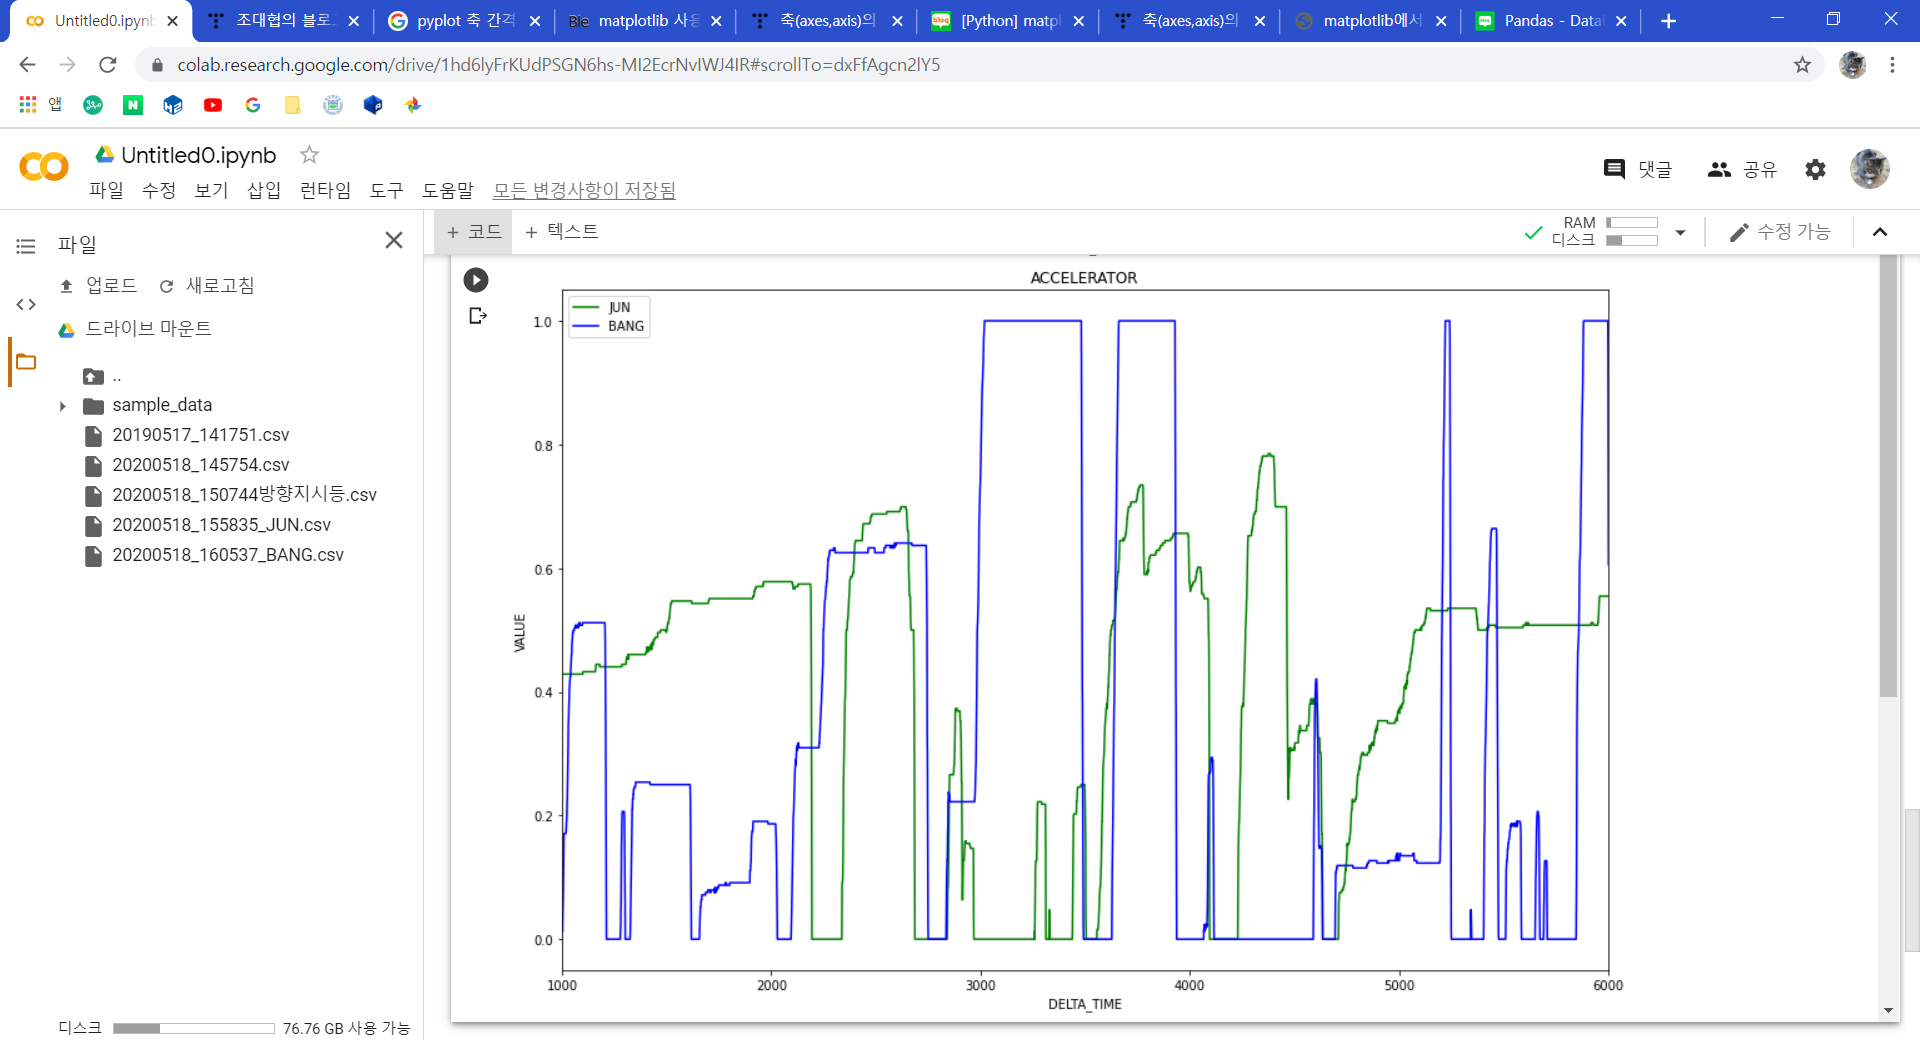 Untitled0.ipynb
조대협의 블로그
pyplot 축 간격
Ble matplotlib 사용
축(axes,axis)의
blog [Python] matp
축(axes,axis)의
matplotlib에서
Pandas - Data
colab.research.google.com/drive/1hd6lyFrKUdPSGN6hs-MI2EcrNvIWJ4IR#scrollTo=dxFfAgcn2lY5
앱
Untitled0.ipynb
파일 수정 보기 삽입 런타임 도구 도움말 모든 변경사항이 저장됨
댓글 공유
파일
업로드 새로고침
드라이브 마운트
..
sample_data
20190517_141751.csv
20200518_145754.csv
20200518_150744방향지시등.csv
20200518_155835_JUN.csv
20200518_160537_BANG.csv
디스크 76.76 GB 사용 가능
+ 코드 + 텍스트
RAM
디스크
수정 가능
ACCELERATOR
JUN
BANG
VALUE
1.0
0.8
0.6
0.4
0.2
0.0
1000 2000 3000 4000 5000 6000
DELTA_TIME